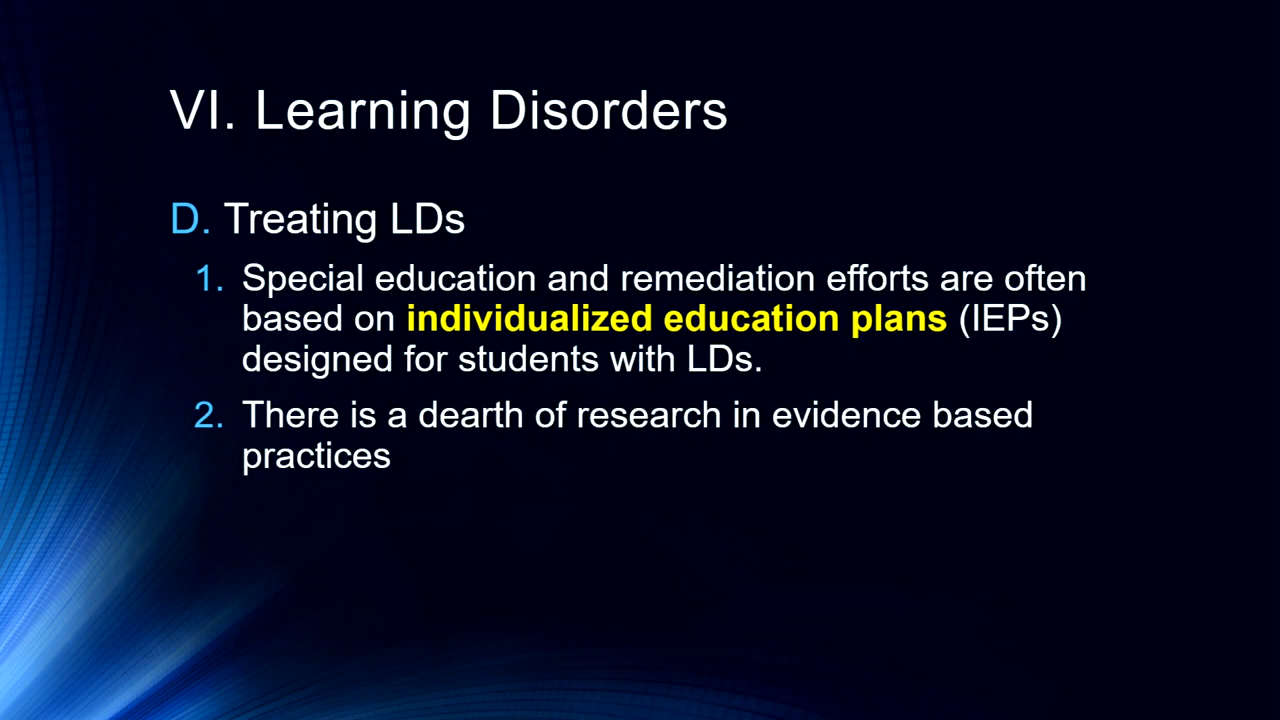 VI. Learning Disorders
D. Treating LDs
1. Special education and remediation efforts are often
based on individualized education plans (IEPs)
designed for students with LDs.
2. There is a dearth of research in evidence based
practices